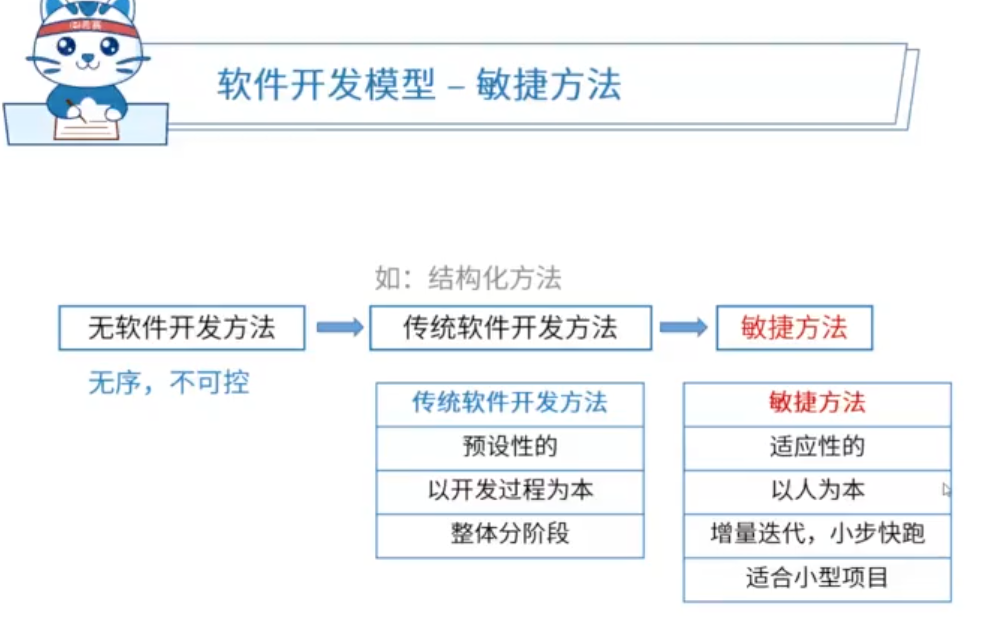 软件开发模型 – 敏捷方法
如：结构化方法
无软件开发方法
传统软件开发方法
敏捷方法
无序，不可控
传统软件开发方法
预设性的
以开发过程为本
整体分阶段
敏捷方法
适应性的
以人为本
增量迭代，小步快跑
适合小型项目